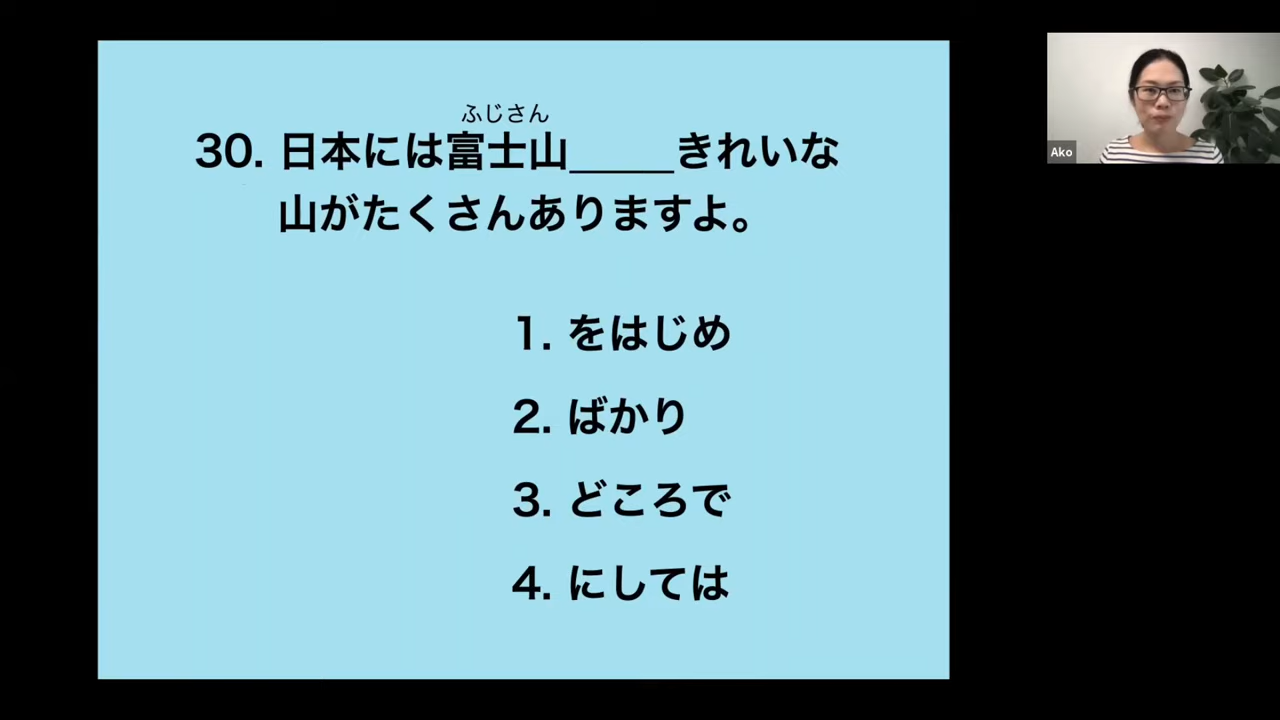 ふじさん
30. 日本には富士山_____きれいな
山がたくさんありますよ。
1. をはじめ
2. ばかり
3. どころで
4. にしては
Ako